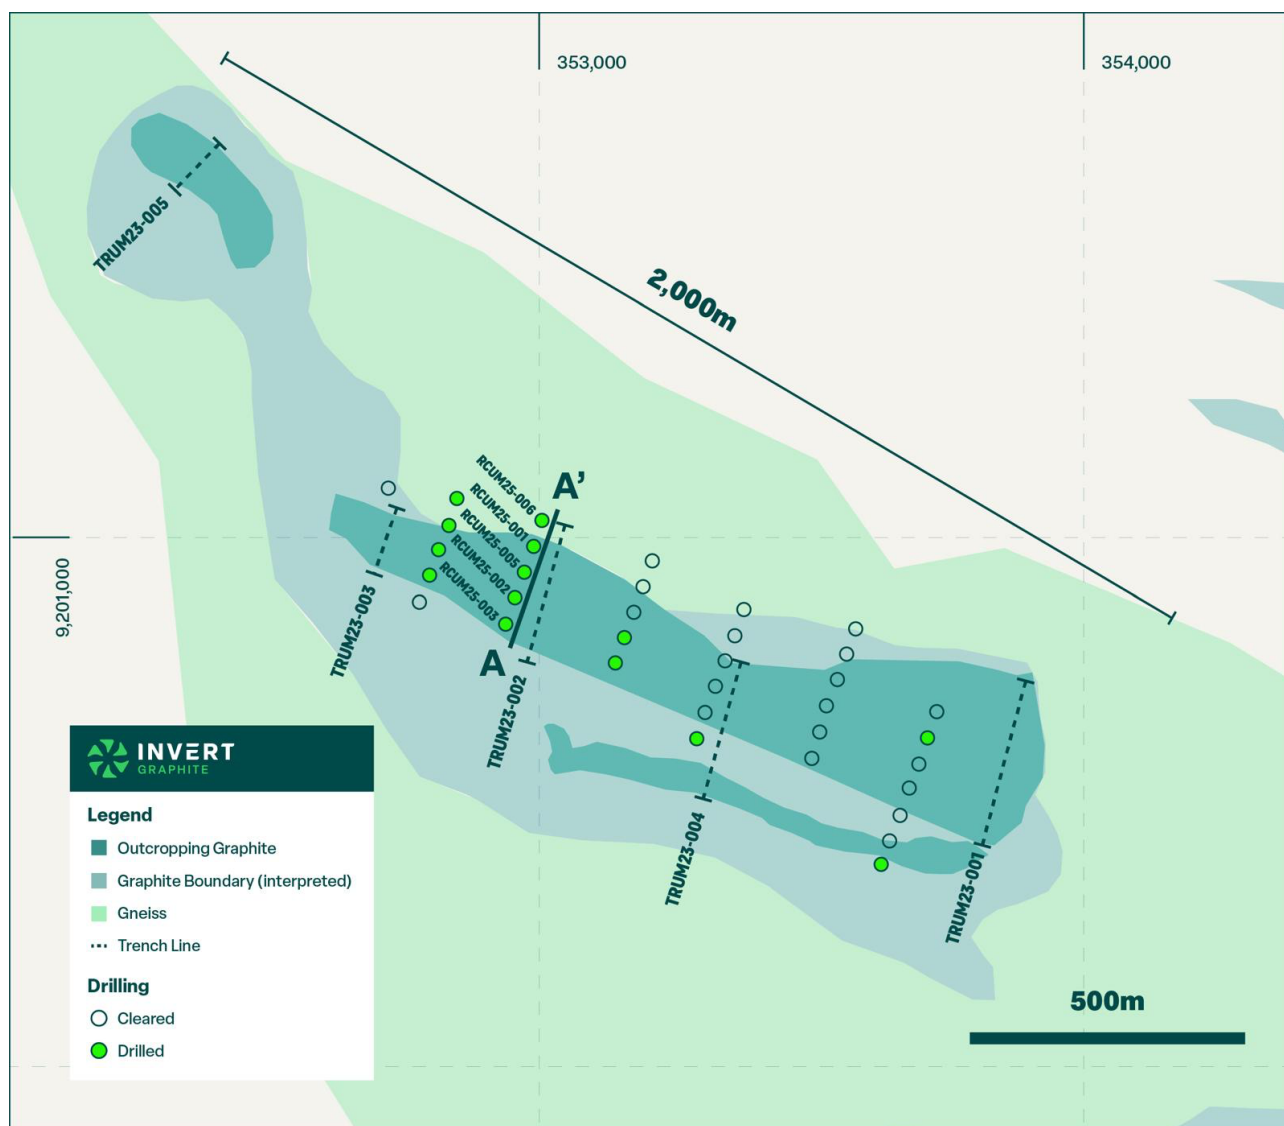 353,000
354,000
TRUM23-005
2,000m
RCUM25-006
A’
RCUM25-001
RCUM25-005
RCUM25-002
RCUM25-003
9,201,000
TRUM23-003
A
TRUM23-002
TRUM23-004
TRUM23-001
INVERT
GRAPHITE
Legend
Outcropping Graphite
Graphite Boundary (interpreted)
Gneiss
Trench Line
Drilling
Cleared
Drilled
500m